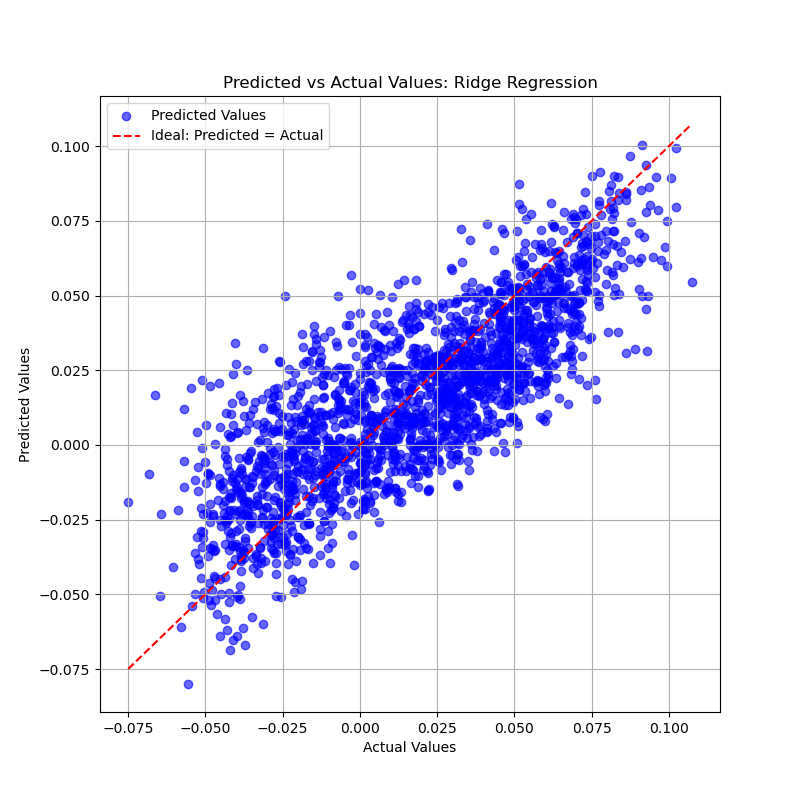 Predicted vs Actual Values: Ridge Regression
Predicted Values
Ideal: Predicted = Actual
0.100
0.075
0.050
0.025
0.000
−0.025
−0.050
−0.075
Predicted Values
−0.075 −0.050 −0.025 0.000 0.025 0.050 0.075 0.100
Actual Values